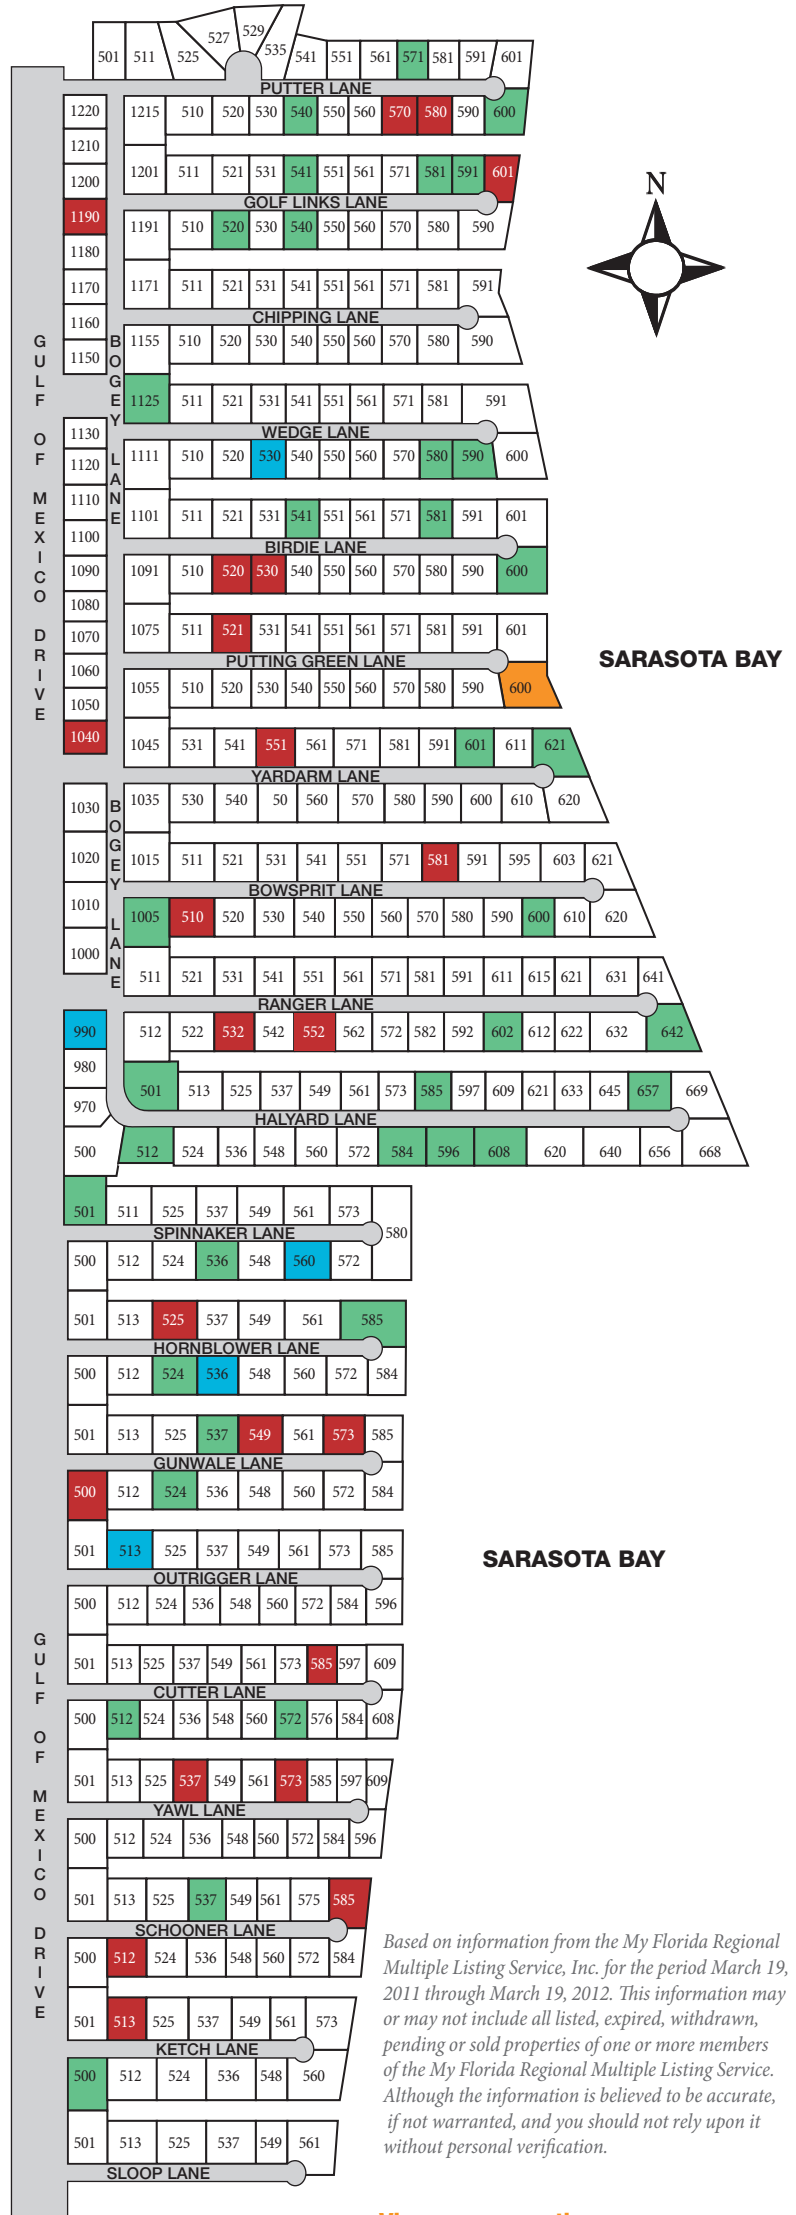 501 511 525 527 529 535 541 551 561 571 581 591 601
PUTTER LANE
1220 1215 510 520 530 540 550 560 570 580 590 600
1210
1200 1201 511 521 531 541 551 561 571 581 591 601
GOLF LINKS LANE
1190 1191 510 520 530 540 550 560 570 580 590
N
1180
1170 1171 511 521 531 541 551 561 571 581 591
CHIPPING LANE
1160
1150 1155 510 520 530 540 550 560 570 580 590
GULF OF MEXICO DRIVE
BOGEY LANE
1125 511 521 531 541 551 561 571 581 591
WEDGE LANE
1130
1120 1111 510 520 530 540 550 560 570 580 590 600
1110 1101 511 521 531 541 551 561 571 581 591 601
1100
BIRDIE LANE
1090 1091 510 520 530 540 550 560 570 580 590 600
1080
1070 1075 511 521 531 541 551 561 571 581 591 601
PUTTING GREEN LANE
SARASOTA BAY
1060
1050 1055 510 520 530 540 550 560 570 580 590 600
1040 1045 531 541 551 561 571 581 591 601 611 621
YARDARM LANE
1030 1035 530 540 50 560 570 580 590 600 610 620
BOGEY LANE
1020 1015 511 521 531 541 551 571 581 591 595 603 621
BOWSPRIT LANE
1010 1005 510 520 530 540 550 560 570 580 590 600 610 620
1000 511 521 531 541 551 561 571 581 591 611 615 621 631 641
RANGER LANE
990 512 522 532 542 552 562 572 582 592 602 612 622 632 642
980
970 501 513 525 537 549 561 573 585 597 609 621 633 645 657 669
HALYARD LANE
500 512 524 536 548 560 572 584 596 608 620 640 656 668
501 511 525 537 549 561 573 580
SPINNAKER LANE
500 512 524 536 548 560 572
501 513 525 537 549 561 585
HORNBLOWER LANE
500 512 524 536 548 560 572 584
501 513 525 537 549 561 573 585
GUNWALE LANE
500 512 524 536 548 560 572 584
501 513 525 537 549 561 573 585
SARASOTA BAY
OUTRIGGER LANE
500 512 524 536 548 560 572 584 596
GULF OF MEXICO DRIVE
501 513 525 537 549 561 573 585 597 609
CUTTER LANE
500 512 524 536 548 560 572 576 584 608
501 513 525 537 549 561 573 585 597 609
YAWL LANE
500 512 524 536 548 560 572 584 596
501 513 525 537 549 561 575 585
SCHOONER LANE
500 512 524 536 548 560 572 584
501 513 525 537 549 561 573
KETCH LANE
500 512 524 536 548 560
501 513 525 537 549 561
SLOOP LANE
Based on information from the My Florida Regional
Multiple Listing Service, Inc. for the period March 19,
2011 through March 19, 2012. This information may
or may not include all listed, expired, withdrawn,
pending or sold properties of one or more members
of the My Florida Regional Multiple Listing Service.
Although the information is believed to be accurate,
if not warranted, and you should not rely upon it
without personal verification.